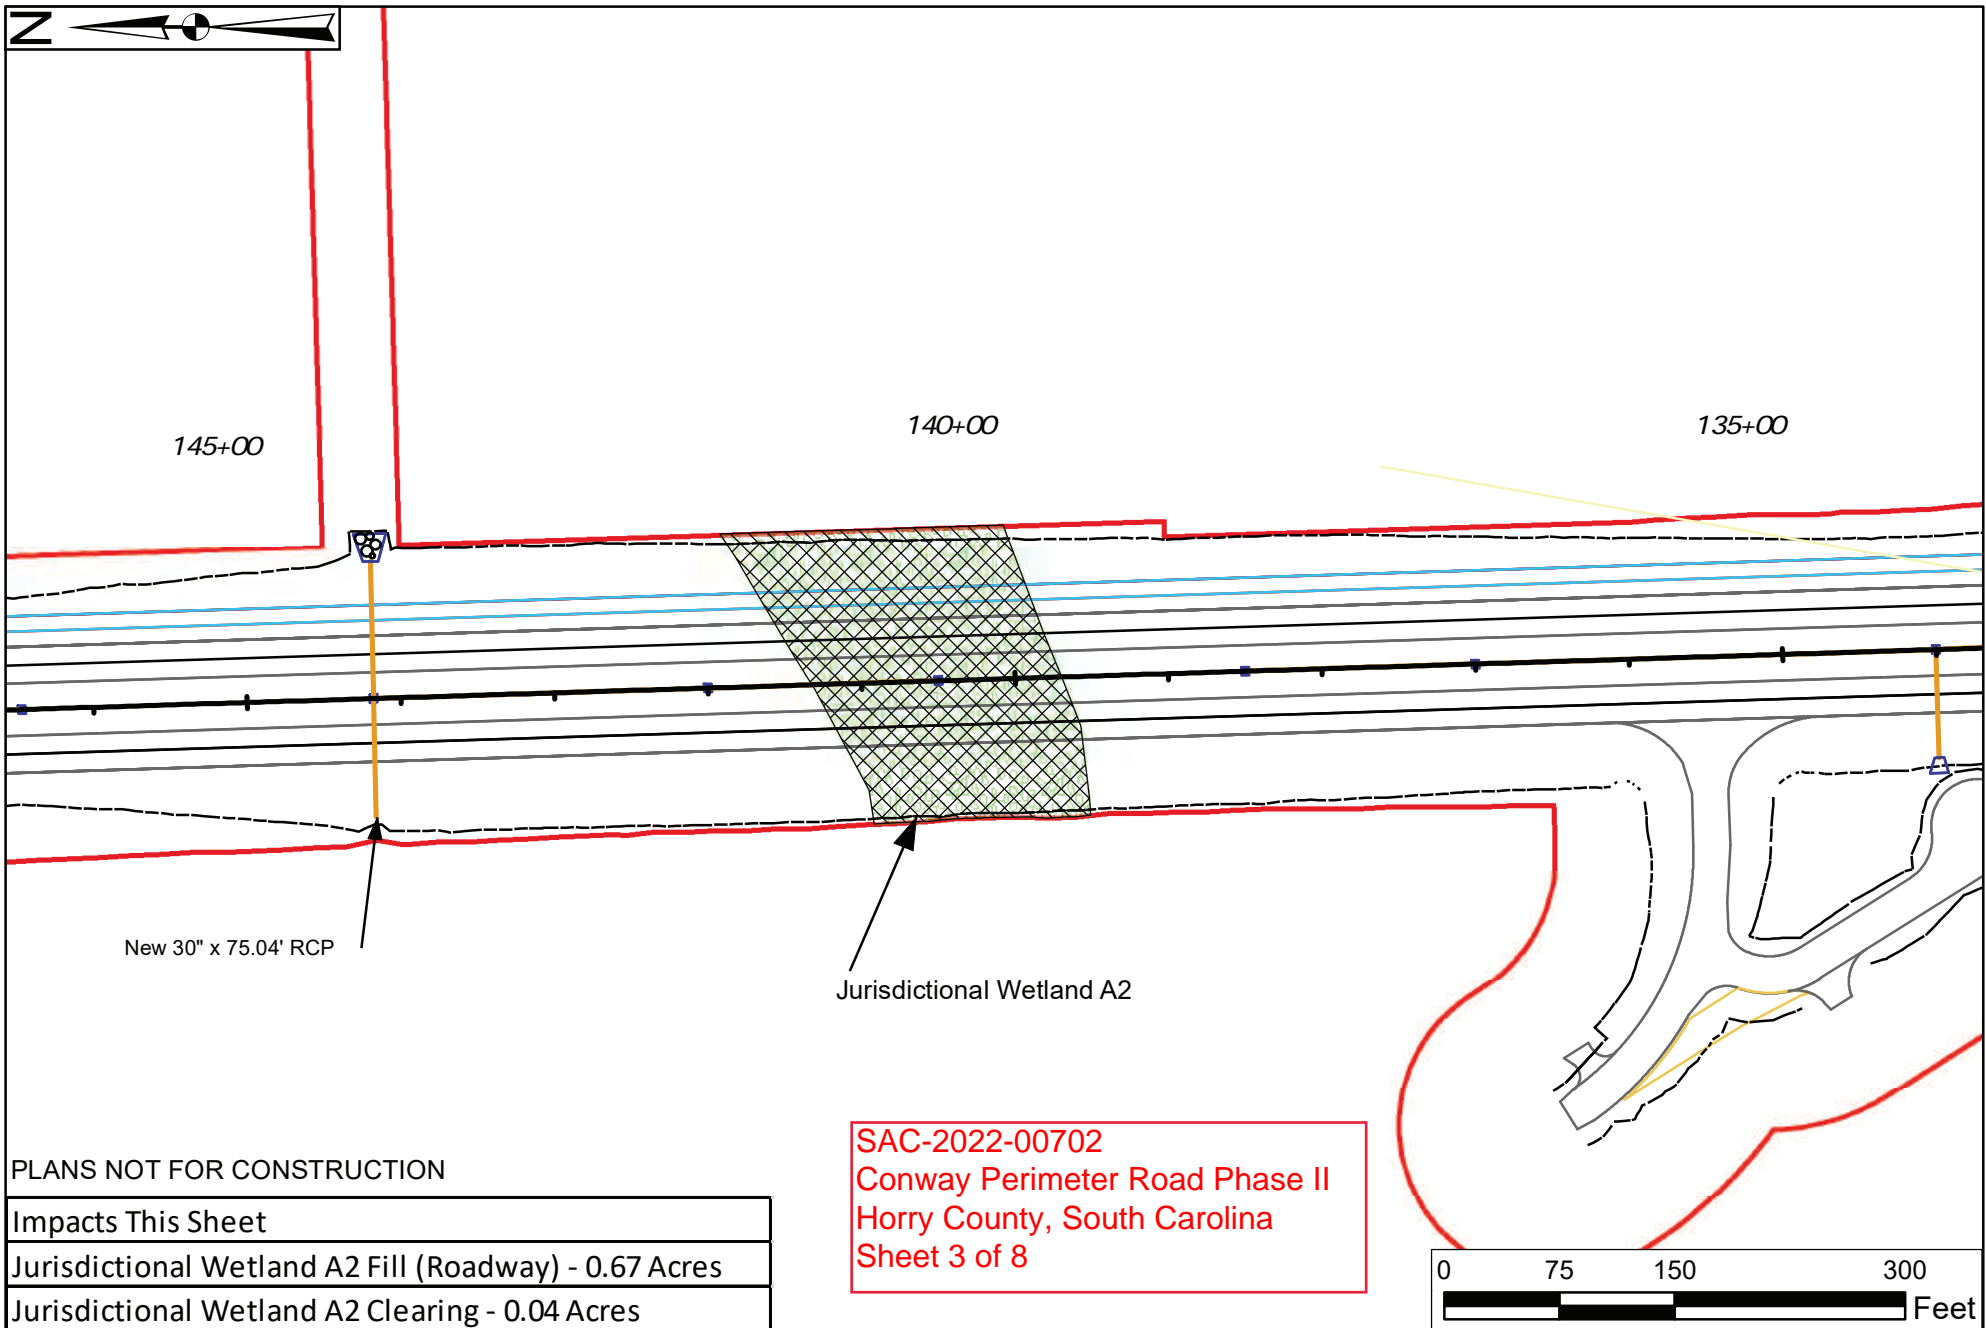 N
145+00
140+00
135+00
New 30" x 75.04' RCP
Jurisdictional Wetland A2
PLANS NOT FOR CONSTRUCTION
Impacts This Sheet
Jurisdictional Wetland A2 Fill (Roadway) - 0.67 Acres
Jurisdictional Wetland A2 Clearing - 0.04 Acres
SAC-2022-00702
Conway Perimeter Road Phase II
Horry County, South Carolina
Sheet 3 of 8
0 75 150 300
Feet